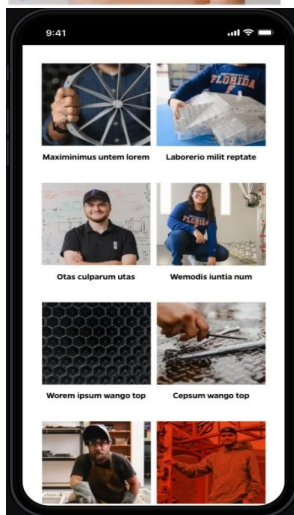 9:41
FLORIDA
Maximinimus untem lorem
Laborerio milit reptate
FLORIDA
Otas culparum utas
Wemodis iuntia num
Worem ipsum wango top
Cepsum wango top